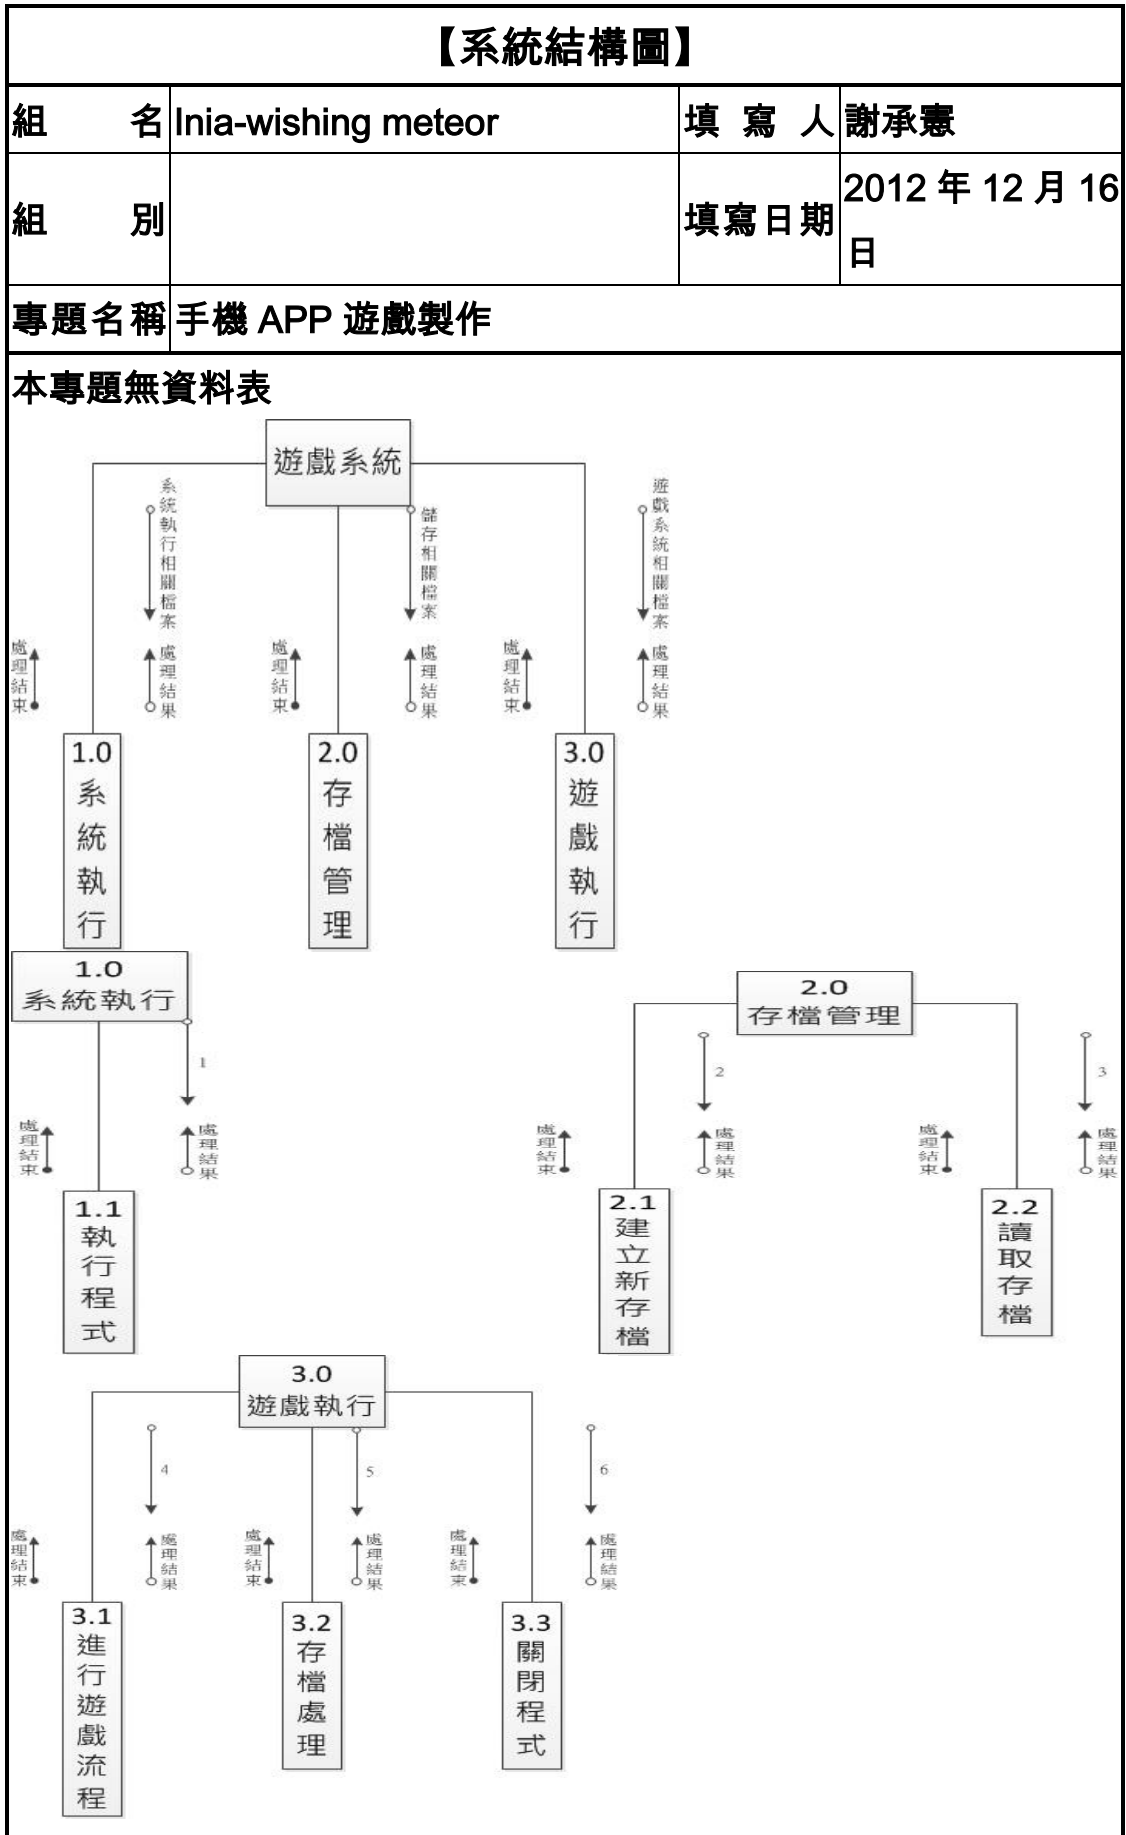 【系統結構圖】
組名 Inia-wishing meteor 填寫人 謝承憲
組別 填寫日期 2012 年 12 月 16 日
專題名稱 手機 APP 遊戲製作
本專題無資料表
遊戲系統
系統執行相關檔案
儲存相關檔案
遊戲系統相關檔案
處理結束
處理結果
處理結束
處理結果
處理結束
處理結果
1.0 系統執行
2.0 存檔管理
3.0 遊戲執行
1.0
系統執行
1
處理結束
處理結果
1.1 執行程式
2.0
存檔管理
2
3
處理結束
處理結果
處理結束
處理結果
2.1 建立新存檔
2.2 讀取存檔
3.0
遊戲執行
4
5
6
處理結束
處理結果
處理結束
處理結果
處理結束
處理結果
3.1 進行遊戲流程
3.2 存檔處理
3.3 關閉程式